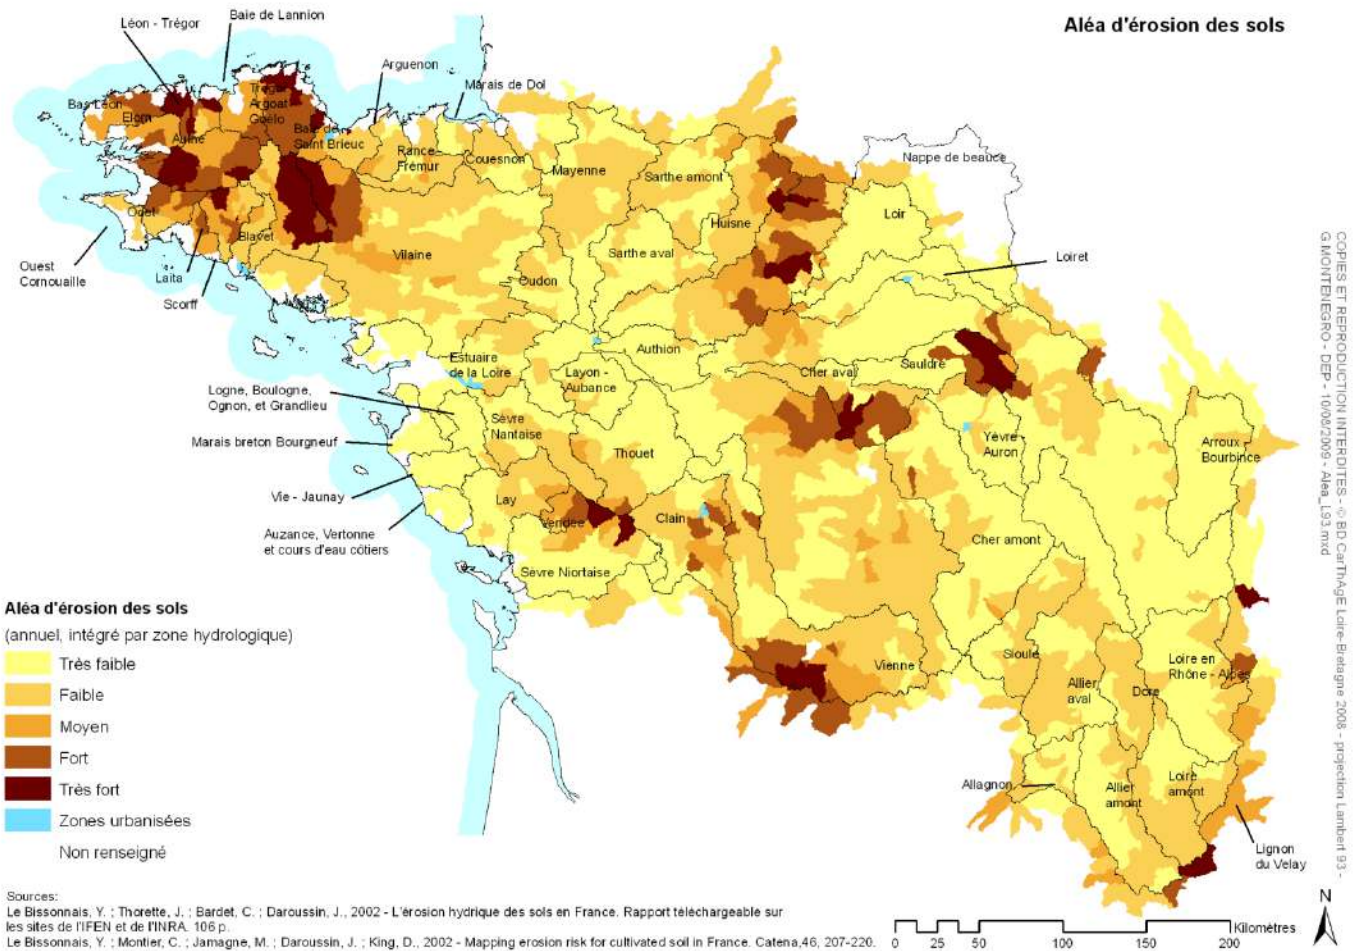 Aléa d'érosion des sols
Léon - Trégor
Baie de Lannion
Arguenon
Marais de Dol
Bas Léon
Elorn
Aulne
Trégor
Argoat
Goëlo
Baie de
Saint Brieuc
Rance-
Frémur
Couesnon
Mayenne
Sarthe amont
Nappe de beauce
Huisne
Loir
Odet
Blavet
Vilaine
Sarthe aval
Oudon
Loiret
Ouest
Cornouaille
Laïta
Scorff
Estuaire
de la Loire
Authion
Layon -
Aubance
Cher aval
Sauldre
Logne, Boulogne,
Ognon, et Grandlieu
Sèvre
Nantaise
Marais breton Bourgneuf
Thouet
Yèvre -
Auron
Arroux -
Bourbince
Vie - Jaunay
Lay
Vendée
Clain
Auzance, Vertonne
et cours d'eau côtiers
Cher amont
Sèvre Niortaise
Vienne
Sioule
Allier
aval
Dore
Loire en
Rhône - Alpes
Allagnon
Allier
amont
Loire
amont
Lignon
du Velay
Aléa d'érosion des sols
(annuel, intégré par zone hydrologique)
Très faible
Faible
Moyen
Fort
Très fort
Zones urbanisées
Non renseigné
Sources:
Le Bissonnais, Y. ; Thorette, J. ; Bardet, C. ; Daroussin, J., 2002 - L'érosion hydrique des sols en France. Rapport téléchargeable sur
les sites de l'IFEN et de l'INRA. 106 p.
Le Bissonnais, Y. ; Montier, C. ; Jamagne, M. ; Daroussin, J. ; King, D., 2002 - Mapping erosion risk for cultivated soil in France. Catena,46, 207-220.
0 25 50 100 150 200
Kilomètres
N
COPIES ET REPRODUCTION INTERDITES - © BD CarThAgE Loire-Bretagne 2008 - projection Lambert 93 -
G.MONTENEGRO - DEP - 10/08/2009 - Alea_L93.mxd